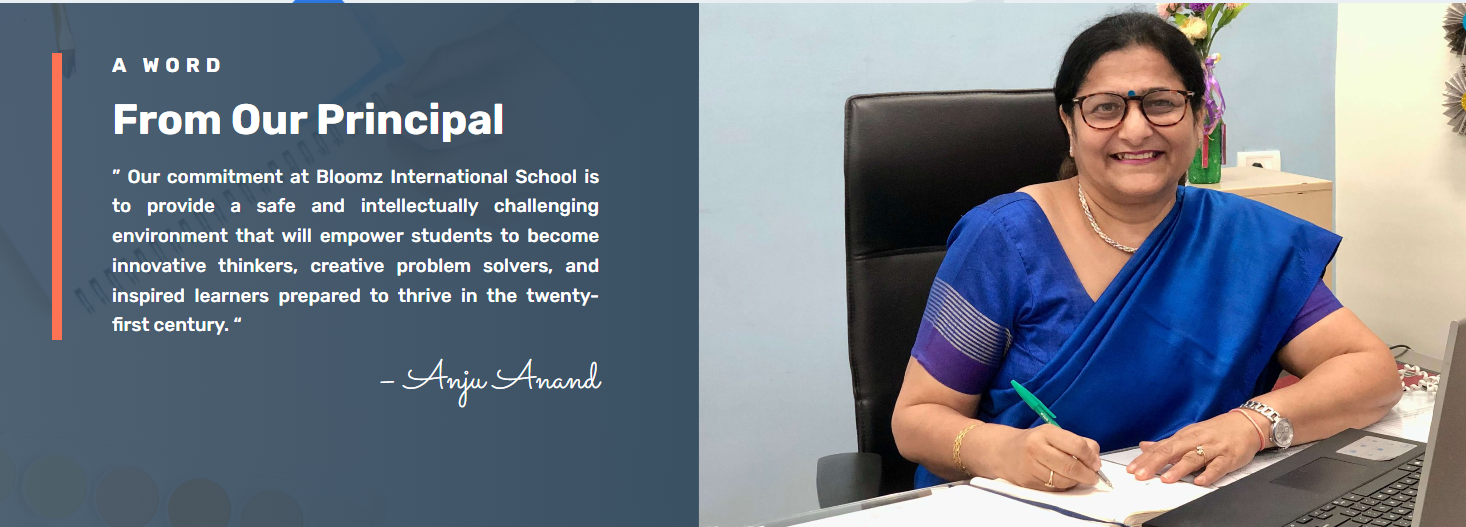 A WORD
From Our Principal
” Our commitment at Bloomz International School is
to provide a safe and intellectually challenging
environment that will empower students to become
innovative thinkers, creative problem solvers, and
inspired learners prepared to thrive in the twenty-
first century. “
– Anju Anand